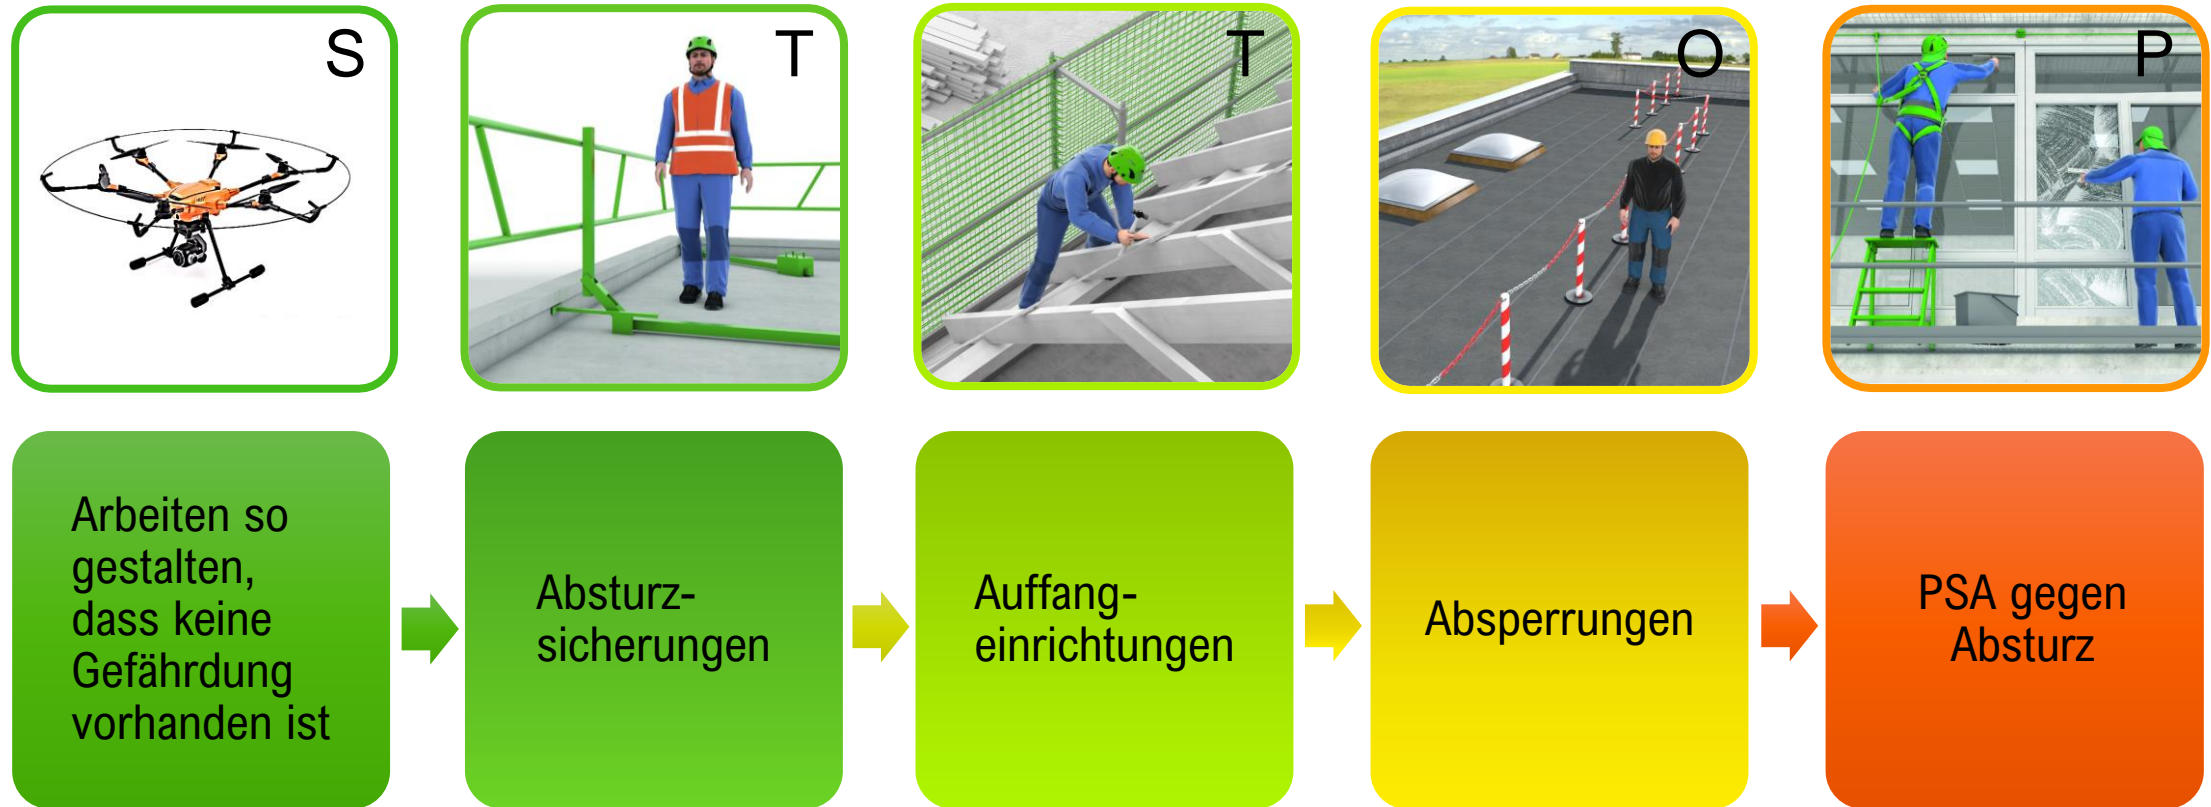 S
T
T
O
P
Arbeiten so
gestalten,
dass keine
Gefährdung
vorhanden ist
Absturz-
sicherungen
Auffang-
einrichtungen
Absperrungen
PSA gegen
Absturz